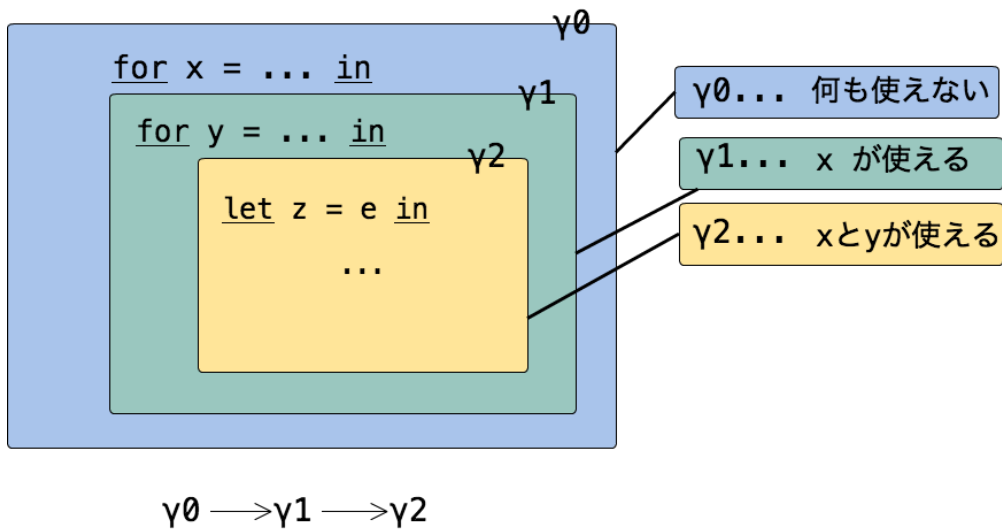 γ0
for x = ... in
γ1
for y = ... in
γ2
let z = e in
...
γ0... 何も使えない
γ1... x が使える
γ2... xとyが使える
γ0 → γ1 → γ2